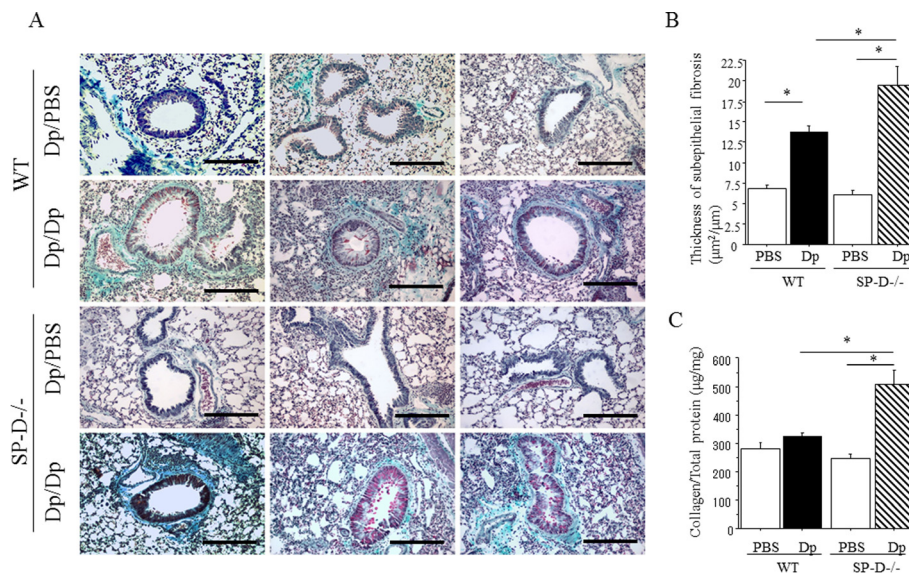 A
WT
Dp/PBS
Dp/Dp
SP-D-/-
Dp/PBS
Dp/Dp
B
Thickness of subepithelial fibrosis
(μm²/μm)
22.5
20
17.5
15
12.5
10
7.5
5
2.5
0
*
*
*
PBS Dp PBS Dp
WT SP-D-/-
C
Collagen/Total protein (μg/mg)
600
500
400
300
200
100
0
*
*
PBS Dp PBS Dp
WT SP-D-/-